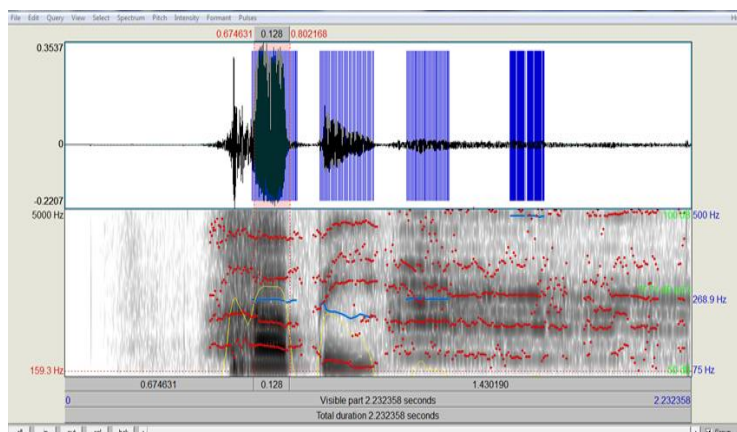 File Edit Query View Select Spectrum Pitch Intensity Formant Pulses
0.674631 0.128 0.802168
0.3537
0
-0.2207
5000 Hz
500 Hz
268.9 Hz
159.3 Hz
75 Hz
0.674631 0.128 1.430190
0 Visible part 2.232358 seconds 2.232358
Total duration 2.232358 seconds